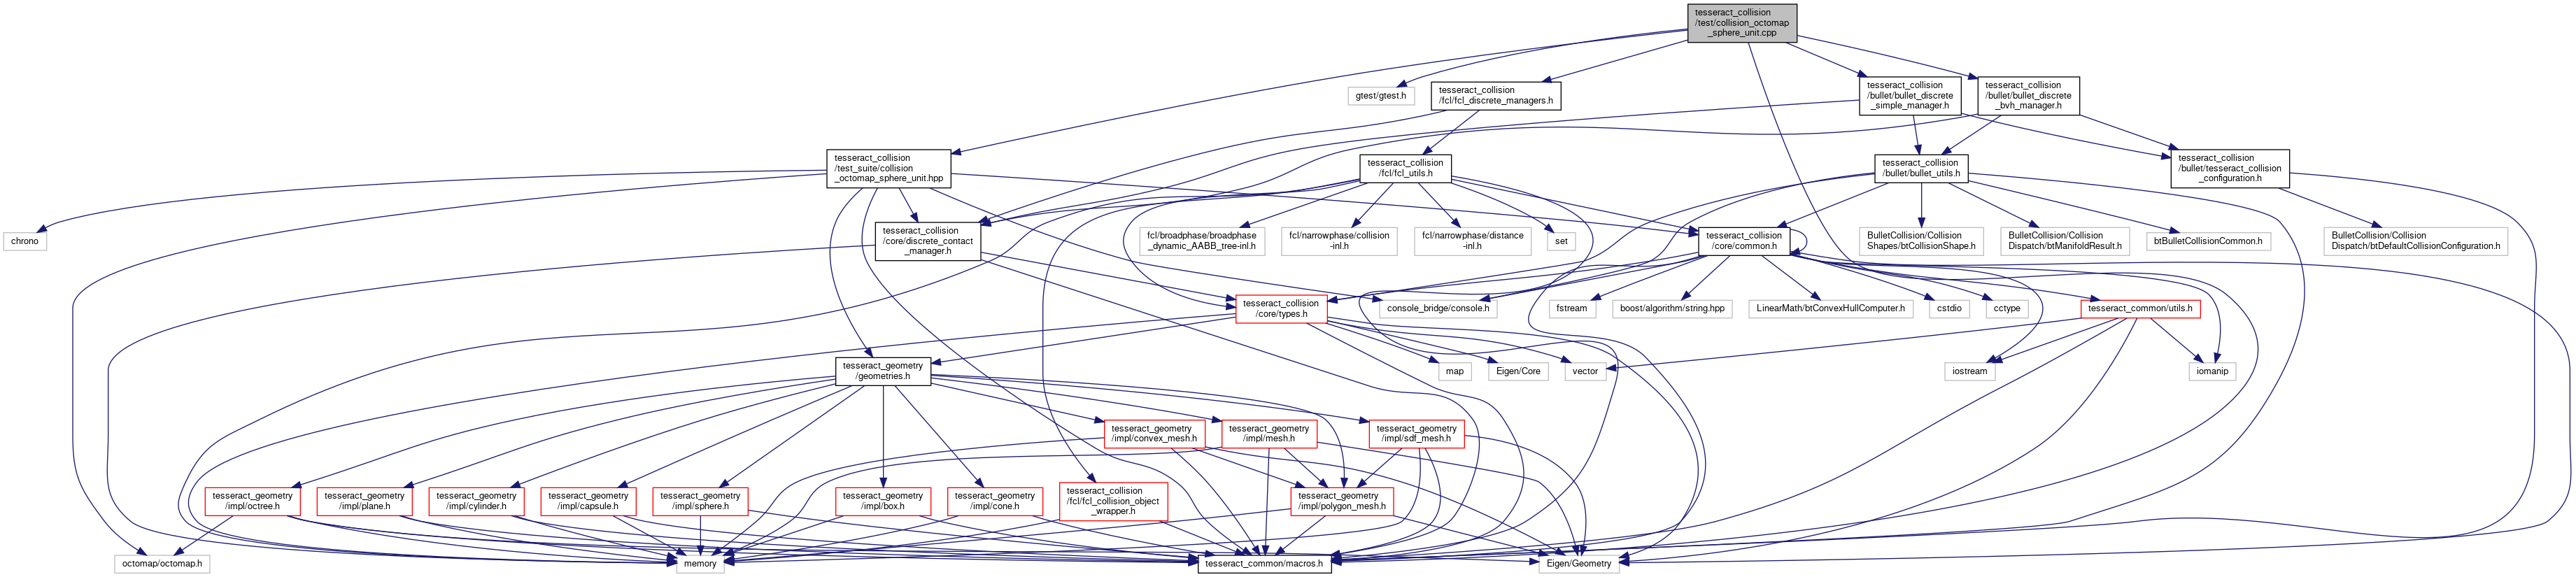 tesseract_collision
/test/collision_octomap
_sphere_unit.cpp
gtest/gtest.h
tesseract_collision
/fcl/fcl_discrete_managers.h
tesseract_collision
/bullet/bullet_discrete
_simple_manager.h
tesseract_collision
/bullet/bullet_discrete
_bvh_manager.h
tesseract_collision
/test_suite/collision
_octomap_sphere_unit.hpp
tesseract_collision
/fcl/fcl_utils.h
tesseract_collision
/bullet/bullet_utils.h
tesseract_collision
/bullet/tesseract_collision
_configuration.h
chrono
tesseract_collision
/core/discrete_contact
_manager.h
fcl/broadphase/broadphase
_dynamic_AABB_tree-inl.h
fcl/narrowphase/collision
-inl.h
fcl/narrowphase/distance
-inl.h
set
tesseract_collision
/core/common.h
BulletCollision/Collision
Shapes/btCollisionShape.h
BulletCollision/Collision
Dispatch/btManifoldResult.h
btBulletCollisionCommon.h
BulletCollision/Collision
Dispatch/btDefaultCollisionConfiguration.h
tesseract_collision
/core/types.h
console_bridge/console.h
fstream
boost/algorithm/string.hpp
LinearMath/btConvexHullComputer.h
cstdio
cctype
tesseract_common/utils.h
tesseract_geometry
/geometries.h
map
Eigen/Core
vector
iostream
iomanip
tesseract_geometry
/impl/convex_mesh.h
tesseract_geometry
/impl/mesh.h
tesseract_geometry
/impl/sdf_mesh.h
tesseract_geometry
/impl/octree.h
tesseract_geometry
/impl/plane.h
tesseract_geometry
/impl/cylinder.h
tesseract_geometry
/impl/capsule.h
tesseract_geometry
/impl/sphere.h
tesseract_geometry
/impl/box.h
tesseract_geometry
/impl/cone.h
tesseract_collision
/fcl/fcl_collision_object
_wrapper.h
tesseract_geometry
/impl/polygon_mesh.h
octomap/octomap.h
memory
tesseract_common/macros.h
Eigen/Geometry